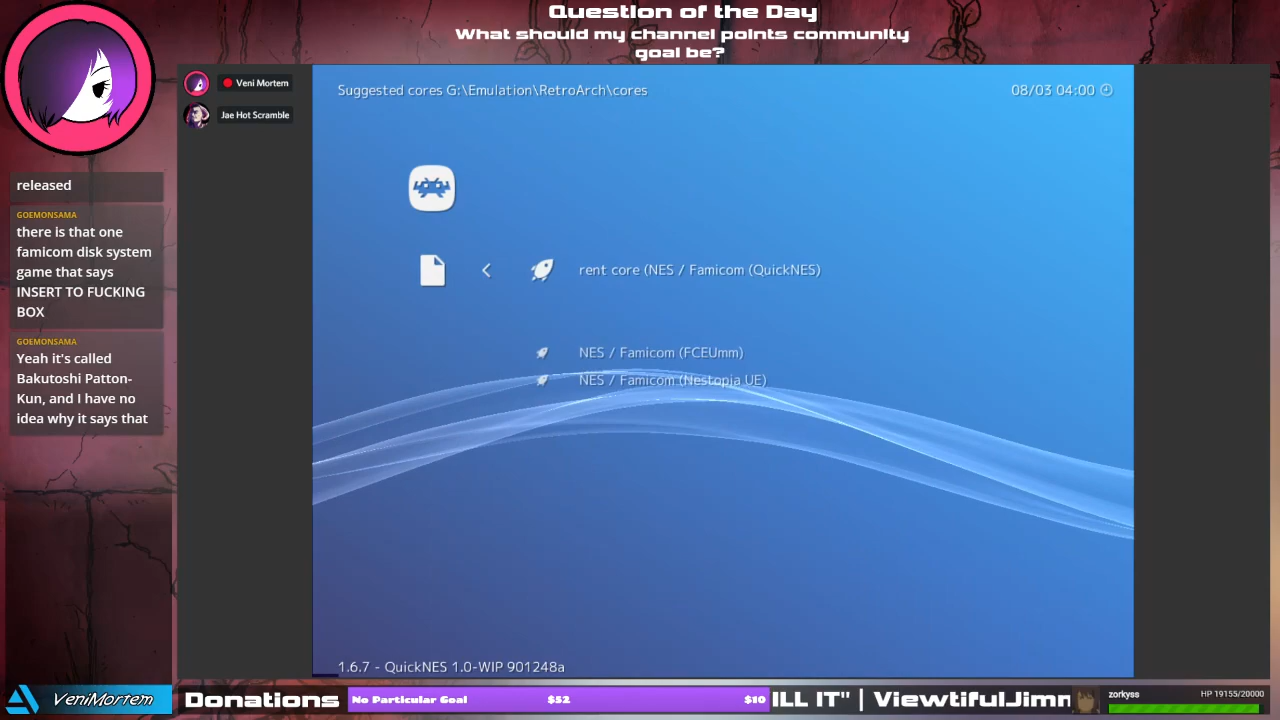 Question of the Day
What should my channel points community
goal be?
Veni Mortem
Jae Hot Scramble
released
GOEMONSAMA
there is that one
famicom disk system
game that says
INSERT TO FUCKING
BOX
GOEMONSAMA
Yeah it's called
Bakutoshi Patton-
Kun, and I have no
idea why it says that
Suggested cores G:\Emulation\RetroArch\cores
08/03 04:00
rent core (NES / Famicom (QuickNES)
NES / Famicom (FCEUmm)
NES / Famicom (Nestopia UE)
1.6.7 - QuickNES 1.0-WIP 901248a
VeniMortem
Donations
No Particular Goal $52 $10
ILL IT" | ViewtifulJimm
zorkyss HP 19155/20000